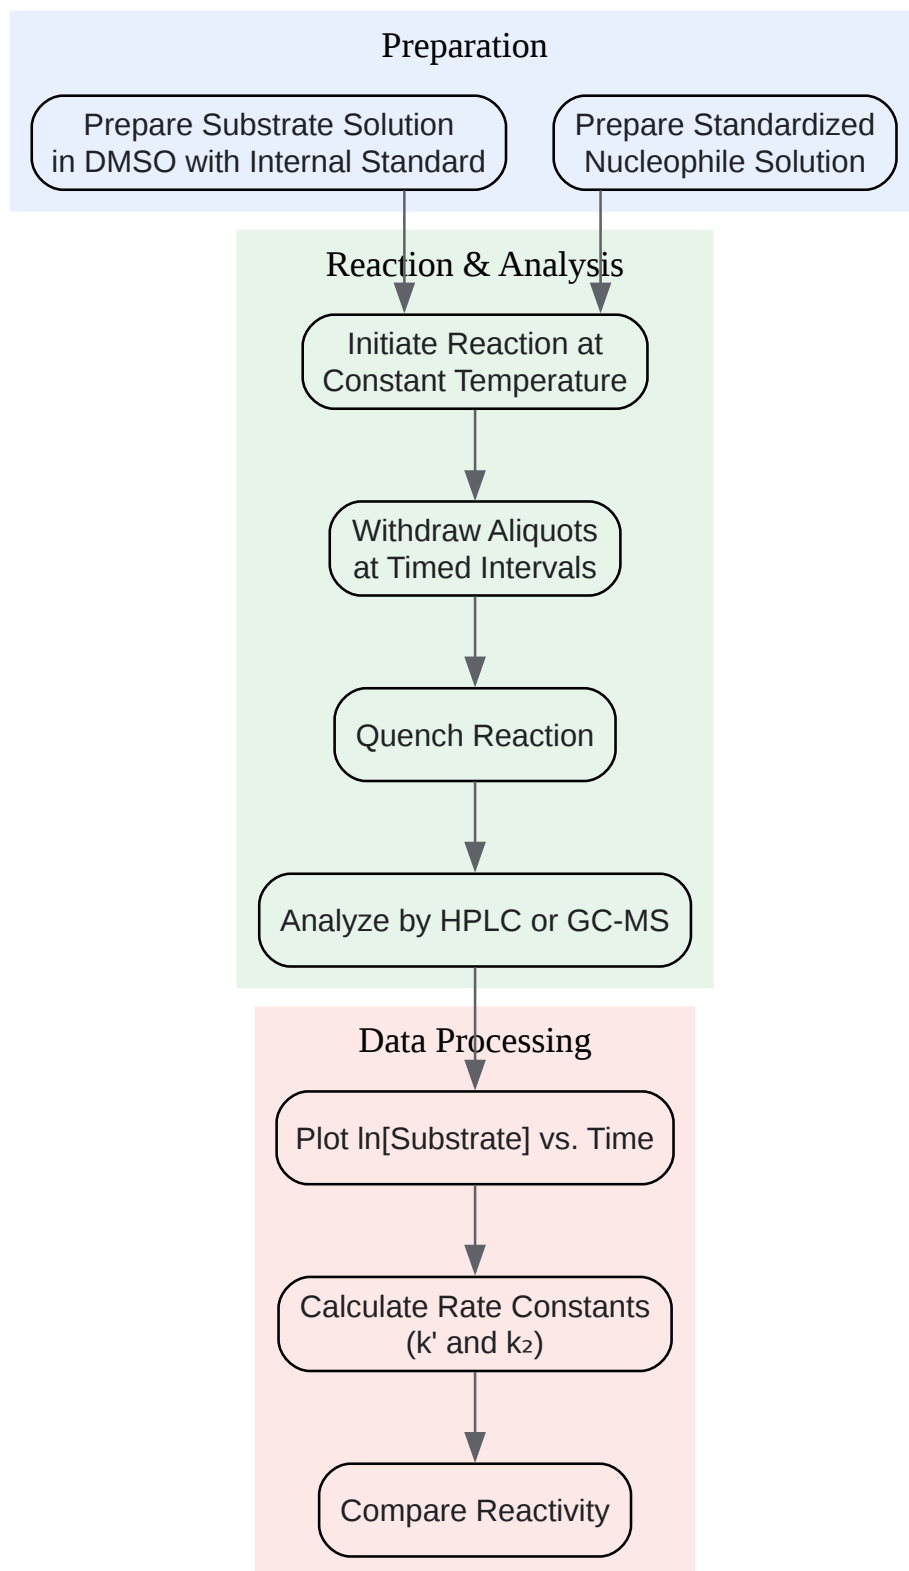 Preparation
Prepare Substrate Solution
in DMSO with Internal Standard
Prepare Standardized
Nucleophile Solution
Reaction & Analysis
Initiate Reaction at
Constant Temperature
Withdraw Aliquots
at Timed Intervals
Quench Reaction
Analyze by HPLC or GC-MS
Data Processing
Plot ln[Substrate] vs. Time
Calculate Rate Constants
(k' and k₂)
Compare Reactivity